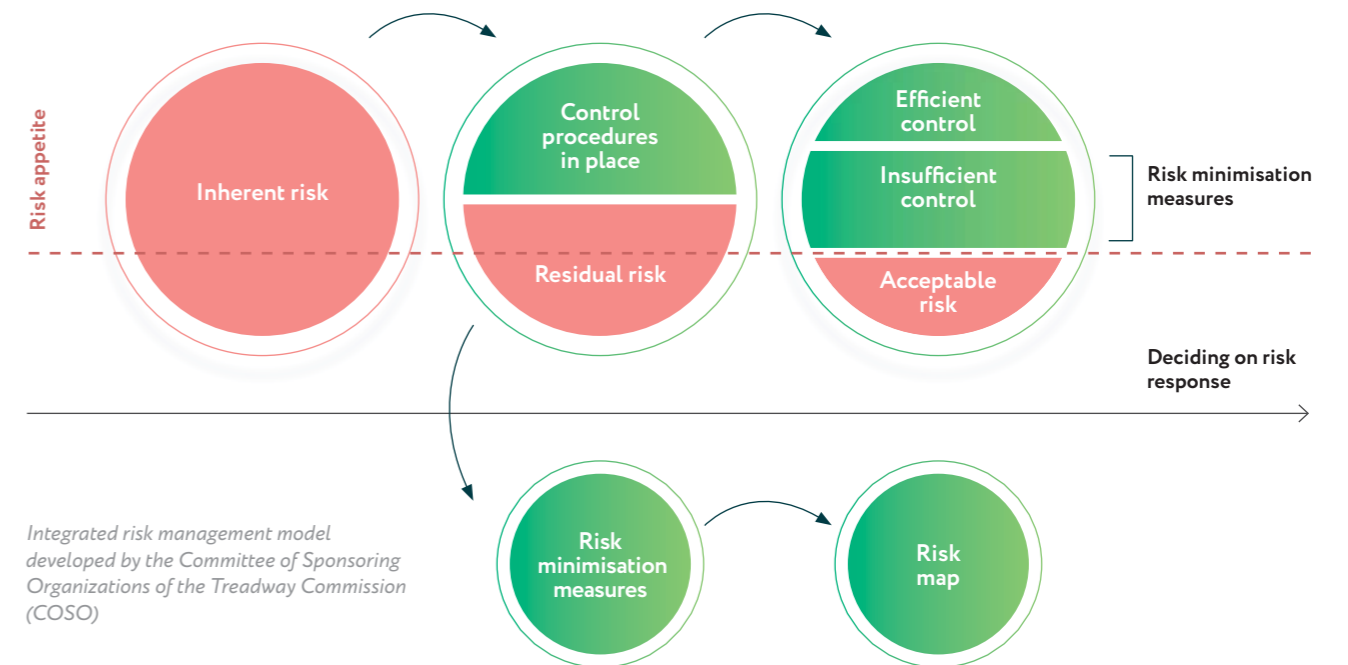 Risk appetite
Inherent risk
Control
procedures
in place
Residual risk
Efficient
control
Insufficient
control
Acceptable
risk
Risk minimisation
measures
Deciding on risk
response
Integrated risk management model
developed by the Committee of Sponsoring
Organizations of the Treadway Commission
(COSO)
Risk
minimisation
measures
Risk
map